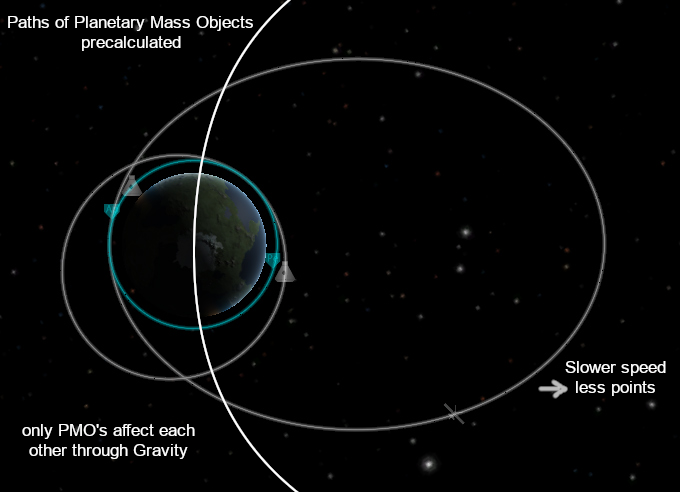 Paths of Planetary Mass Objects
precalculated
Slower speed
less points
only PMO's affect each
other through Gravity